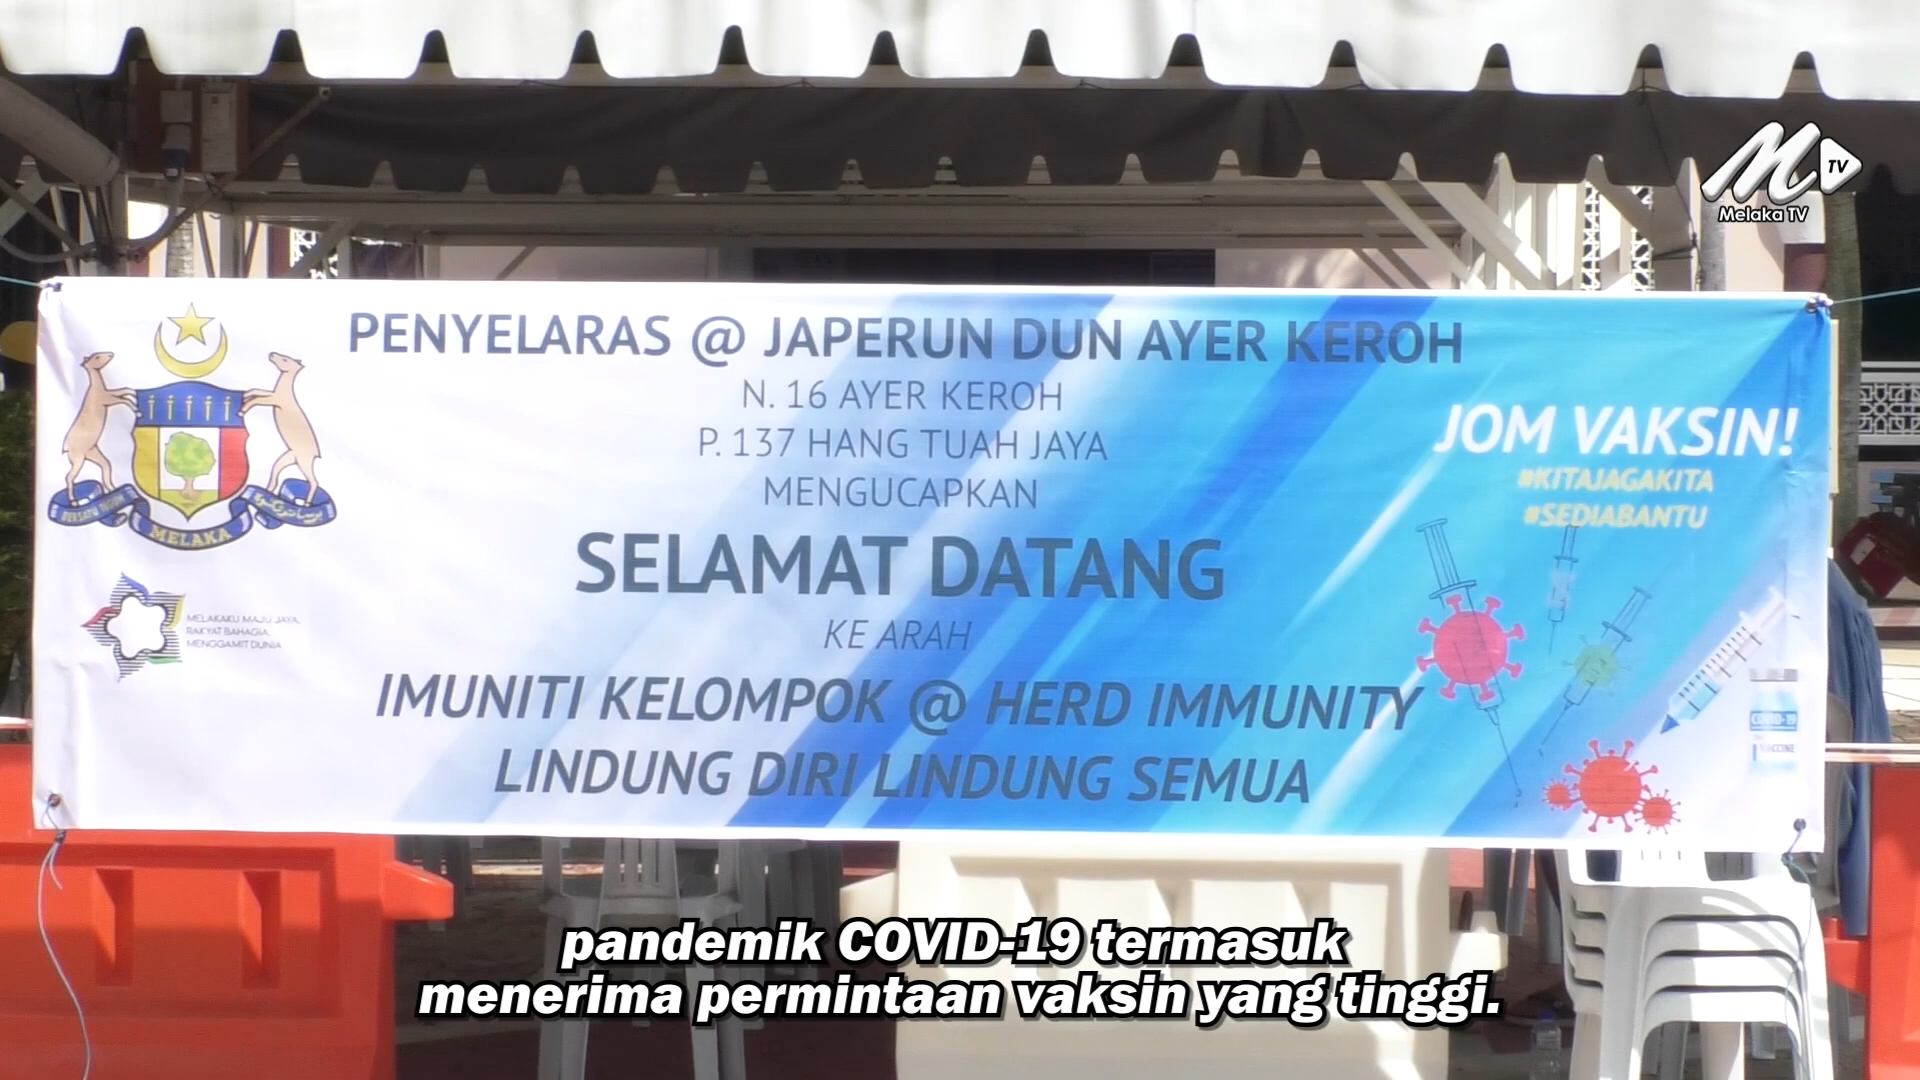 TV
Melaka TV
PENYELARAS @ JAPERUN DUN AYER KEROH
N. 16 AYER KEROH
P. 137 HANG TUAH JAYA
MENGUCAPKAN
SELAMAT DATANG
KE ARAH
IMUNITI KELOMPOK @ HERD IMMUNITY
LINDUNG DIRI LINDUNG SEMUA
JOM VAKSIN!
#KITAJAGAKITA
#SEDIABANTU
MELAKA
MELAKAKU MAJU JAYA,
RAKYAT BAHAGIA,
MENGGAMIT DUNIA
COVID-19
VACCINE
pandemik COVID-19 termasuk
menerima permintaan vaksin yang tinggi.